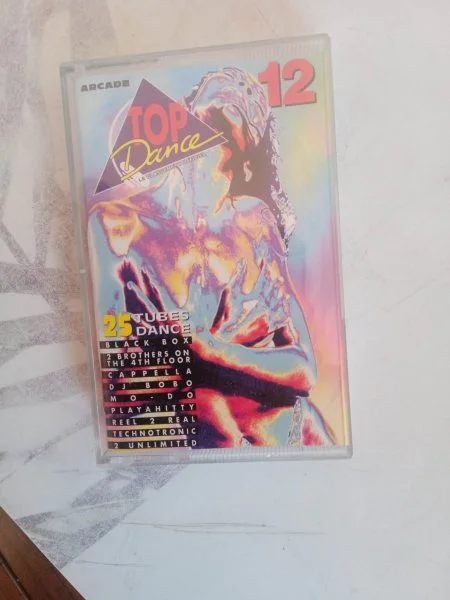 ARCADE
12
TOP
Dance
25 TUBES
DANCE
BLACK BOX
2 BROTHERS ON
THE 4TH FLOOR
CAPPELLA
DJ BOBO
MO-DO
PLAYAHITTY
REEL 2 REAL
TECHNOTRONIC
2 UNLIMITED